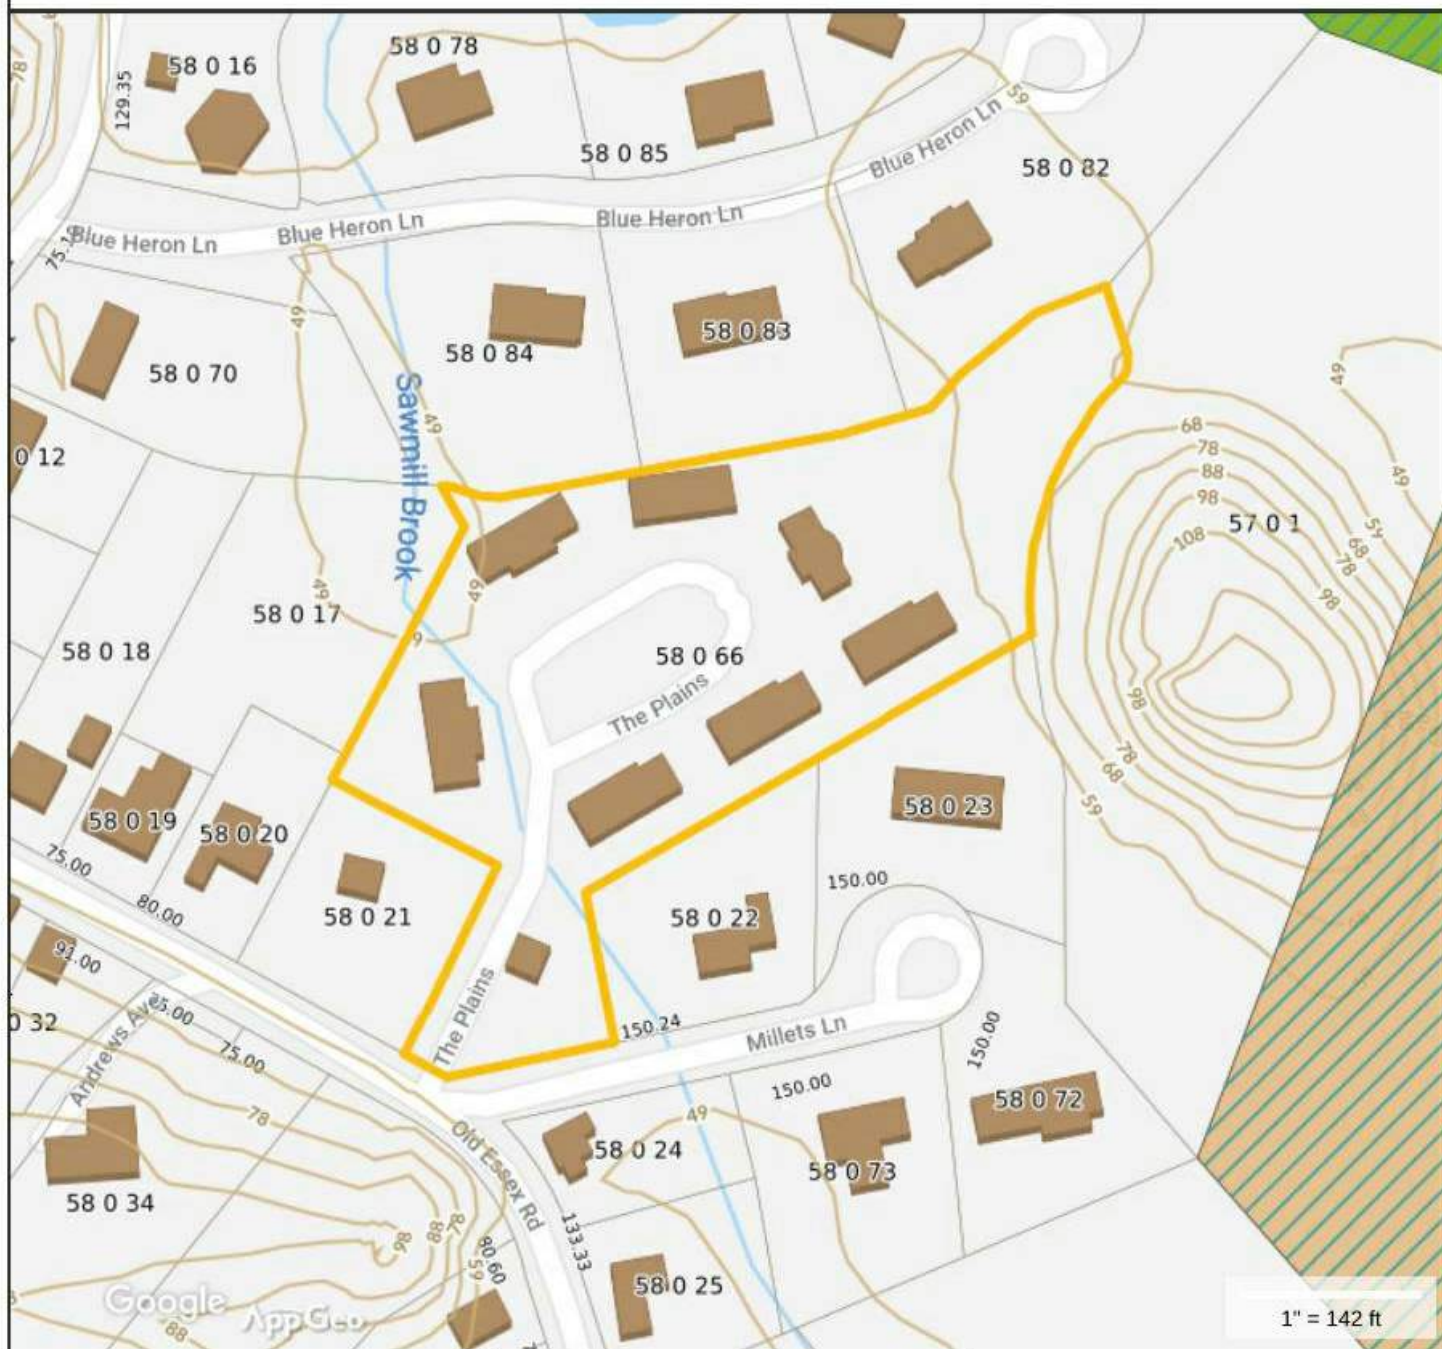 58 0 78
58 0 16
129.35
78
59
58 0 85
Blue Heron Ln
58 0 82
Blue Heron Ln
Blue Heron Ln
Blue Heron Ln
49
58 0 83
58 0 84
58 0 70
49
Sawmill Brook
49
0 12
68
78
88
98
108
57 0 1
49
68
78
98
49
49
58 0 17
58 0 18
58 0 66
The Plains
98
78
68
59
58 0 23
58 0 19
58 0 20
75.00
80.00
150.00
58 0 21
58 0 22
91.00
The Plains
0 32
Andrews Ave
75.00
150.24
Millets Ln
150.00
150.00
58 0 72
78
49
Old Essex Rd
58 0 24
58 0 73
58 0 34
98
88
78
59
80.60
133.33
58 0 25
Google
AppGeo
88
1" = 142 ft